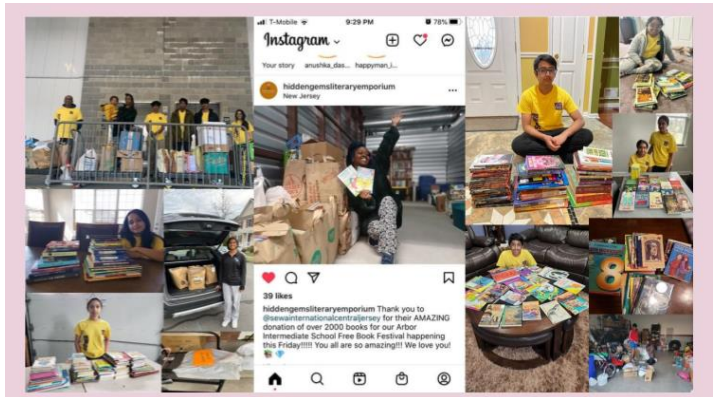 T-Mobile
9:29 PM
78%
Instagram
Your story
anushka_das...
happyman_i...
hiddengemsliteraryemporium
New Jersey
39 likes
hiddengemsliteraryemporium Thank you to
@sewainternationalcentraljersey for their AMAZING
donation of over 2000 books for our Arbor
Intermediate School Free Book Festival happening
this Friday!!!!! You all are so amazing!!! We love you!